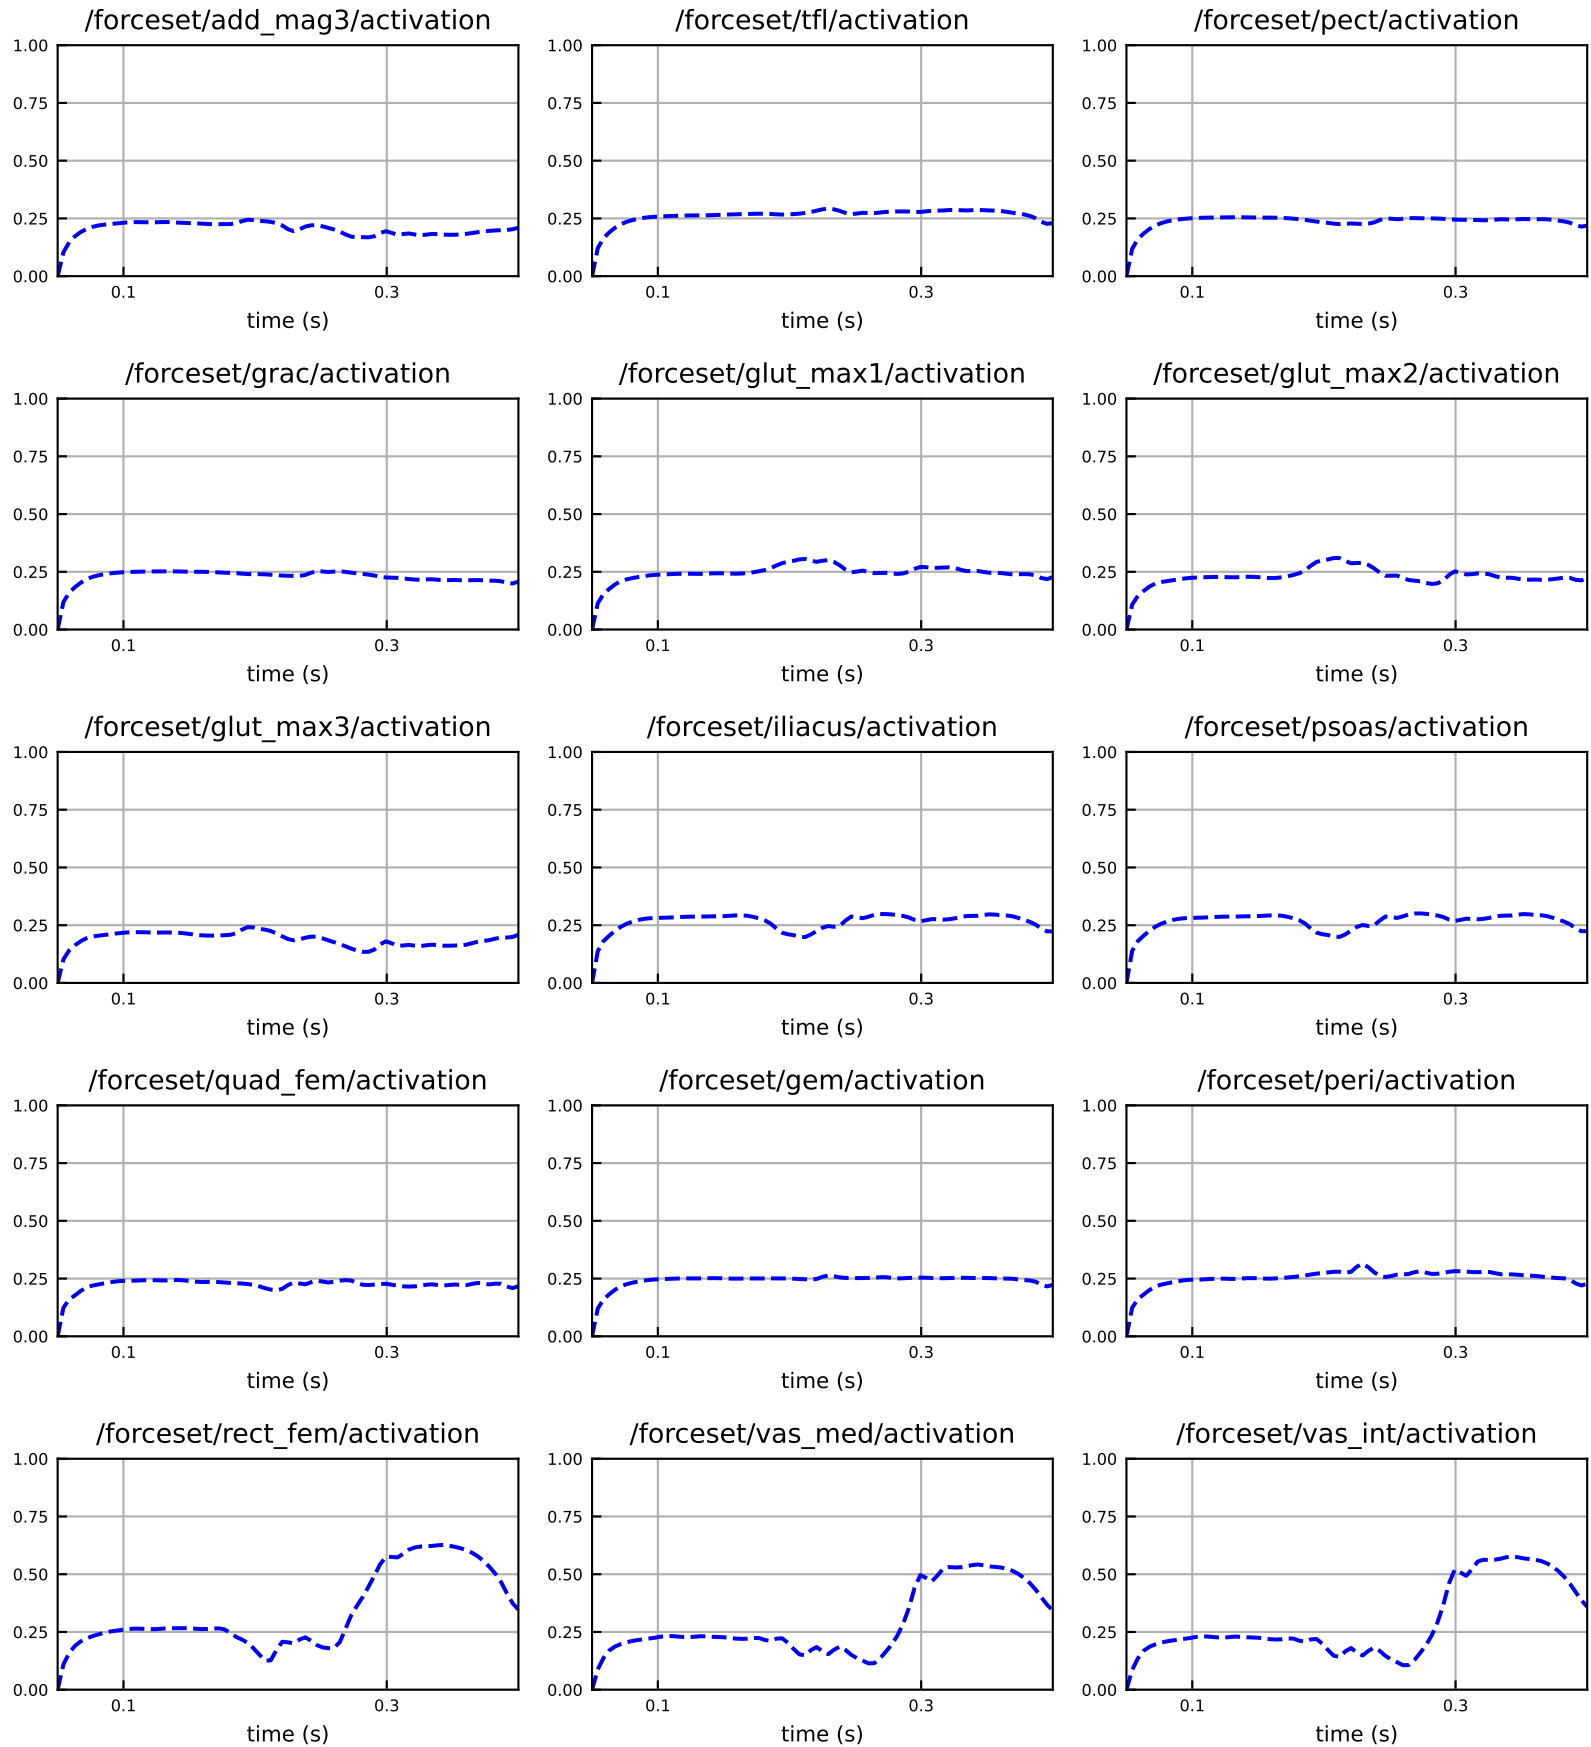 /forceset/add_mag3/activation /forceset/tfl/activation /forceset/pect/activation
1.00 1.00 1.00
0.75 0.75 0.75
0.50 0.50 0.50
0.25 0.25 0.25
0.00 0.00 0.00
0.1 0.3 0.1 0.3 0.1 0.3
time (s) time (s) time (s)
/forceset/grac/activation /forceset/glut_max1/activation /forceset/glut_max2/activation
1.00 1.00 1.00
0.75 0.75 0.75
0.50 0.50 0.50
0.25 0.25 0.25
0.00 0.00 0.00
0.1 0.3 0.1 0.3 0.1 0.3
time (s) time (s) time (s)
/forceset/glut_max3/activation /forceset/iliacus/activation /forceset/psoas/activation
1.00 1.00 1.00
0.75 0.75 0.75
0.50 0.50 0.50
0.25 0.25 0.25
0.00 0.00 0.00
0.1 0.3 0.1 0.3 0.1 0.3
time (s) time (s) time (s)
/forceset/quad_fem/activation /forceset/gem/activation /forceset/peri/activation
1.00 1.00 1.00
0.75 0.75 0.75
0.50 0.50 0.50
0.25 0.25 0.25
0.00 0.00 0.00
0.1 0.3 0.1 0.3 0.1 0.3
time (s) time (s) time (s)
/forceset/rect_fem/activation /forceset/vas_med/activation /forceset/vas_int/activation
1.00 1.00 1.00
0.75 0.75 0.75
0.50 0.50 0.50
0.25 0.25 0.25
0.00 0.00 0.00
0.1 0.3 0.1 0.3 0.1 0.3
time (s) time (s) time (s)